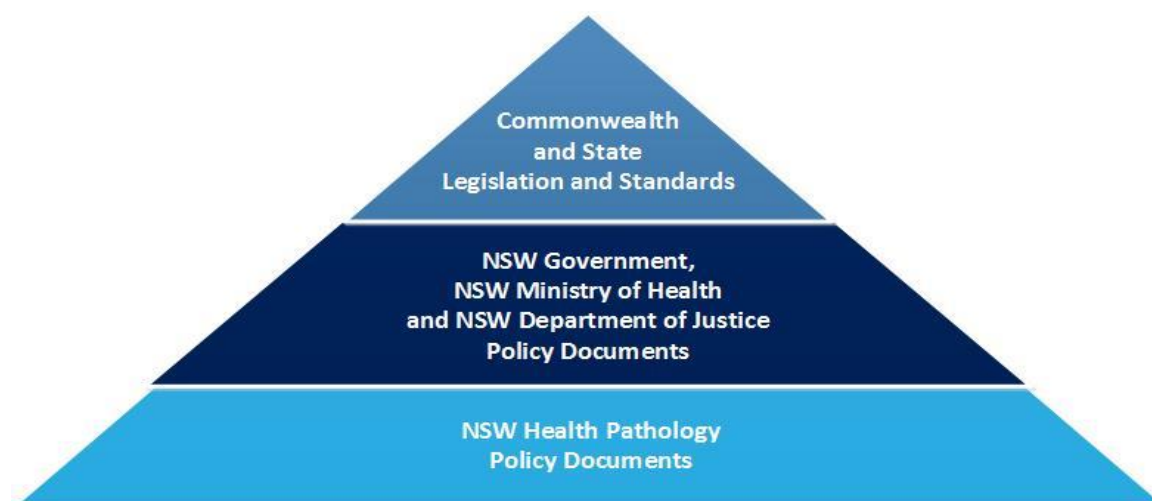 Commonwealth
and State
Legislation and Standards
NSW Government,
NSW Ministry of Health
and NSW Department of Justice
Policy Documents
NSW Health Pathology
Policy Documents